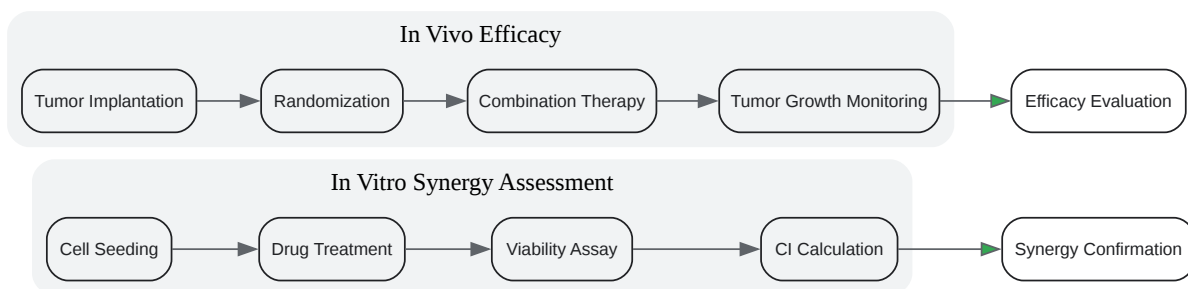 In Vivo Efficacy
Tumor Implantation
Randomization
Combination Therapy
Tumor Growth Monitoring
Efficacy Evaluation
In Vitro Synergy Assessment
Cell Seeding
Drug Treatment
Viability Assay
CI Calculation
Synergy Confirmation